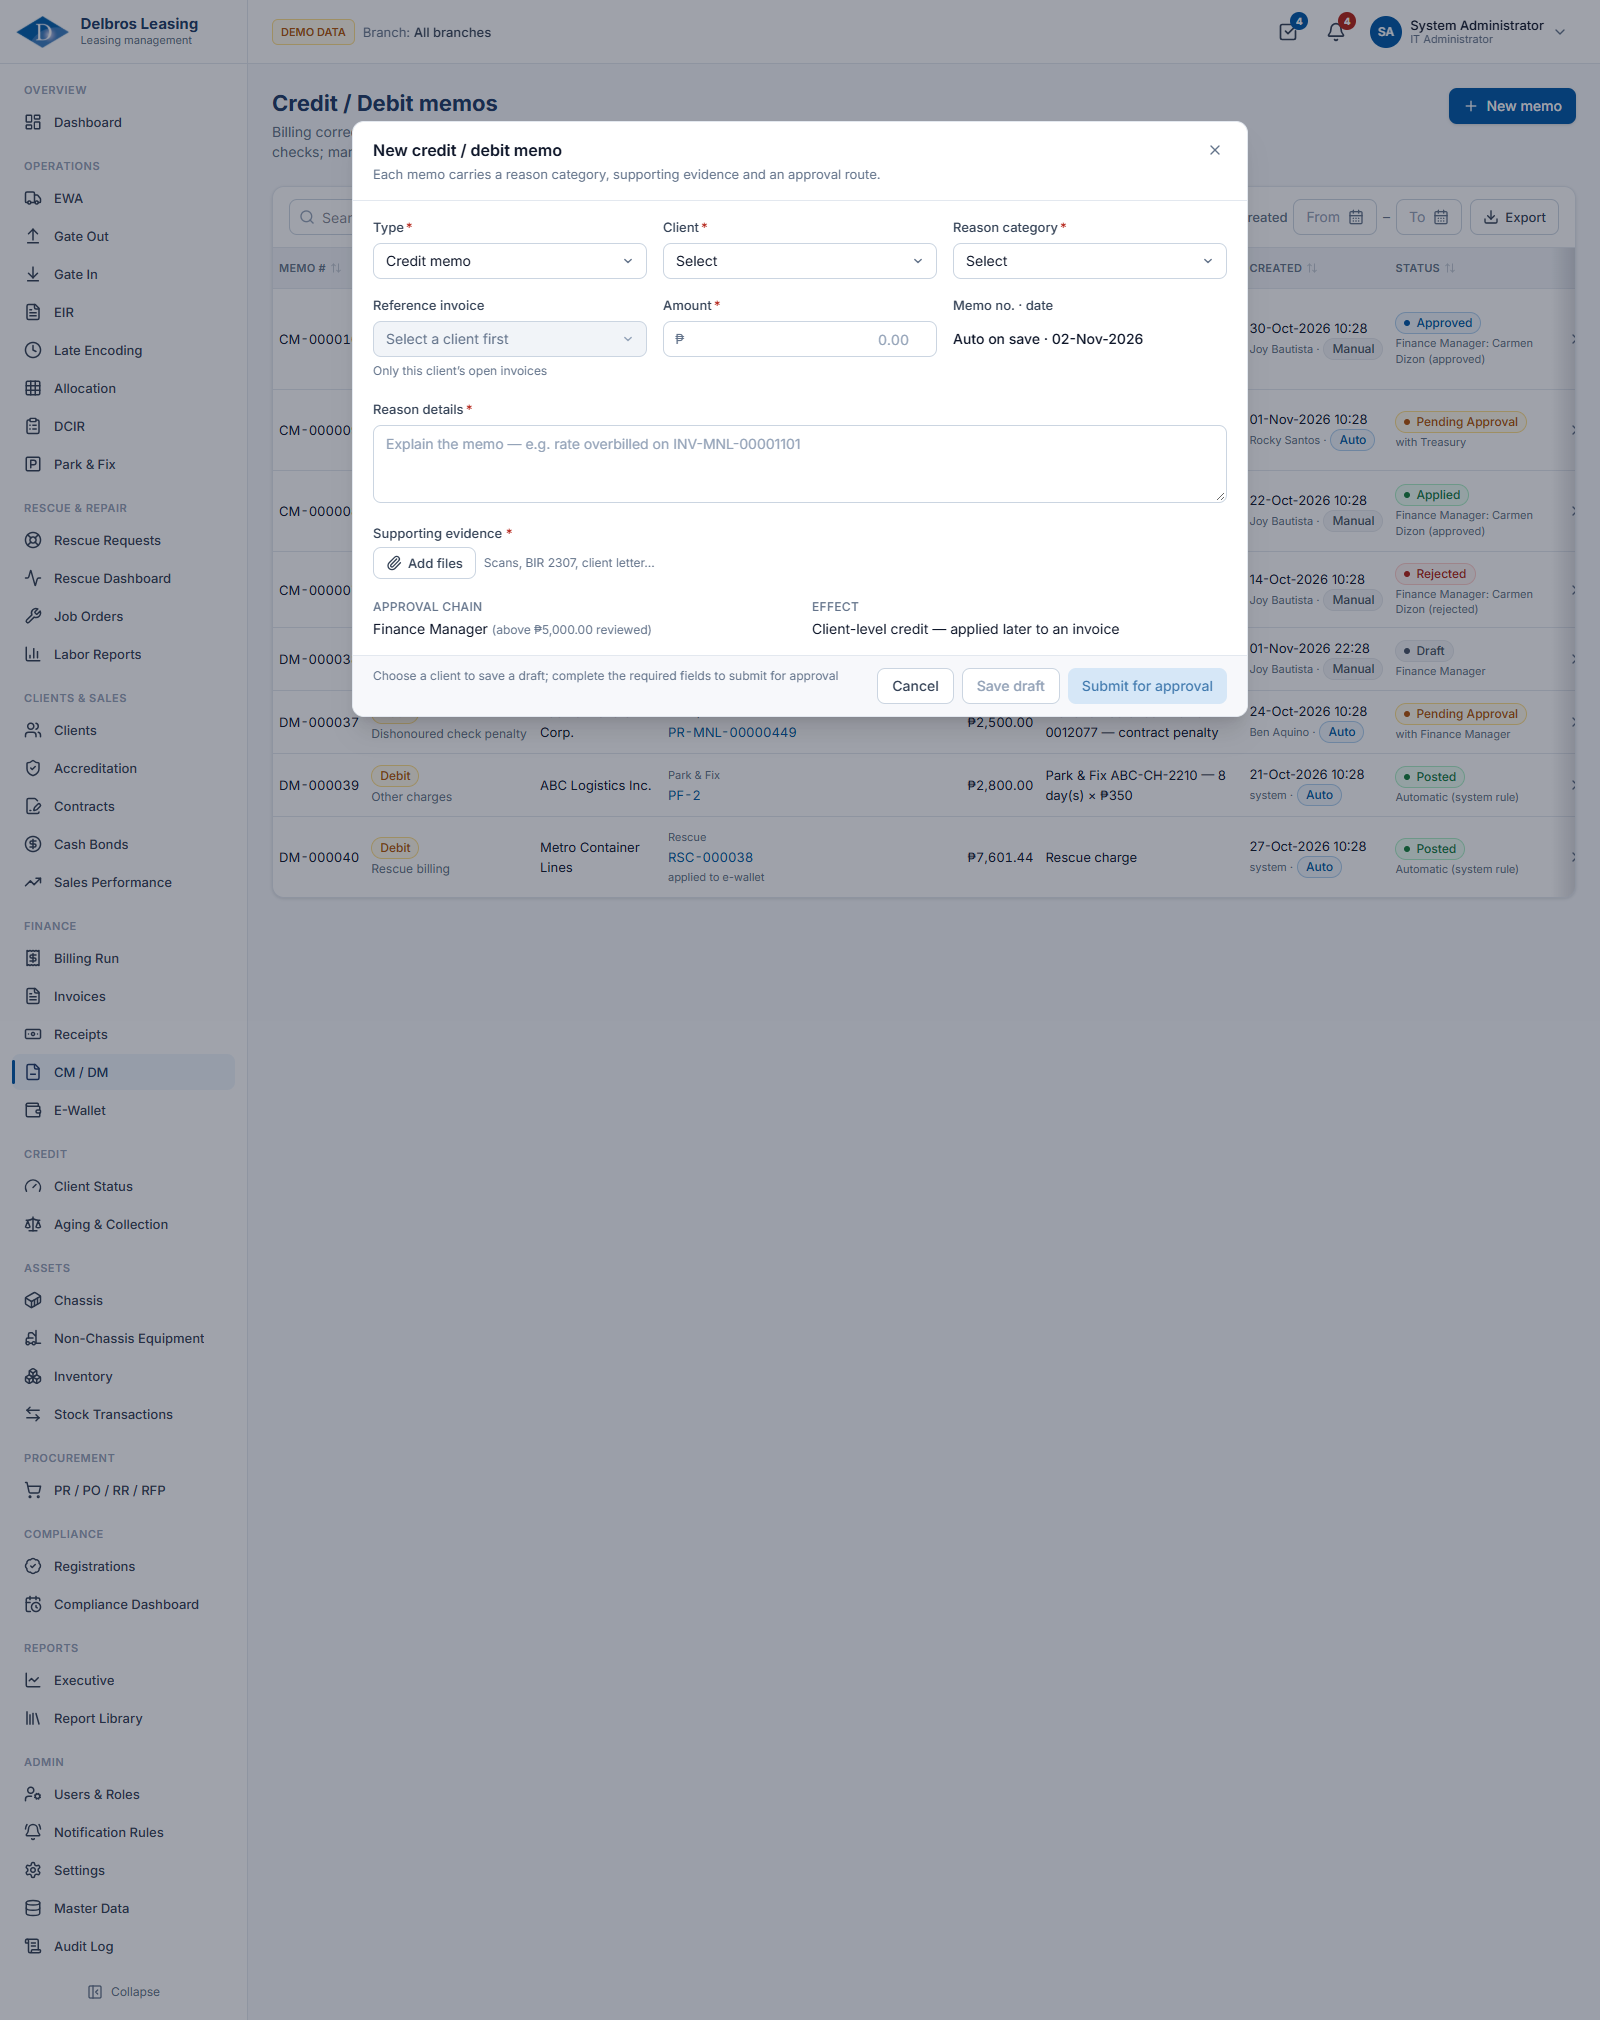 Delbros Leasing
Leasing management
DEMO DATA
Branch: All branches
4
4
SA
System Administrator
IT Administrator
OVERVIEW
Dashboard
OPERATIONS
EWA
Gate Out
Gate In
EIR
Late Encoding
Allocation
DCIR
Park & Fix
RESCUE & REPAIR
Rescue Requests
Rescue Dashboard
Job Orders
Labor Reports
CLIENTS & SALES
Clients
Accreditation
Contracts
Cash Bonds
Sales Performance
FINANCE
Billing Run
Invoices
Receipts
CM / DM
E-Wallet
CREDIT
Client Status
Aging & Collection
ASSETS
Chassis
Non-Chassis Equipment
Inventory
Stock Transactions
PROCUREMENT
PR / PO / RR / RFP
COMPLIANCE
Registrations
Compliance Dashboard
REPORTS
Executive
Report Library
ADMIN
Users & Roles
Notification Rules
Settings
Master Data
Audit Log
Collapse
Credit / Debit memos
New memo
Billing
checks;
From
–
To
Export
MEMO #
CREATED
STATUS
30-Oct-2026 10:28
Joy Bautista · Manual
Approved
Finance Manager: Carmen
Dizon (approved)
01-Nov-2026 10:28
Rocky Santos · Auto
Pending Approval
with Treasury
22-Oct-2026 10:28
Joy Bautista · Manual
Applied
Finance Manager: Carmen
Dizon (approved)
14-Oct-2026 10:28
Joy Bautista · Manual
Rejected
Finance Manager: Carmen
Dizon (rejected)
01-Nov-2026 22:28
Joy Bautista · Manual
Draft
Finance Manager
New credit / debit memo
Each memo carries a reason category, supporting evidence and an approval route.
Type *
Client *
Reason category *
Credit memo
Select
Select
Reference invoice
Amount *
Memo no. · date
Select a client first
₱ 0.00
Auto on save · 02-Nov-2026
Only this client's open invoices
Reason details *
Explain the memo — e.g. rate overbilled on INV-MNL-00001101
Supporting evidence *
Add files
Scans, BIR 2307, client letter…
APPROVAL CHAIN
EFFECT
Finance Manager (above ₱5,000.00 reviewed)
Client-level credit — applied later to an invoice
Choose a client to save a draft; complete the required fields to submit for approval
Cancel
Save draft
Submit for approval
DM-000037
Dishonoured check penalty
Corp.
PR-MNL-00000449
₱2,500.00
0012077 — contract penalty
24-Oct-2026 10:28
Ben Aquino · Auto
Pending Approval
with Finance Manager
DM-000039
Debit
Other charges
ABC Logistics Inc.
Park & Fix
PF-2
₱2,800.00
Park & Fix ABC-CH-2210 — 8
day(s) × ₱350
21-Oct-2026 10:28
system · Auto
Posted
Automatic (system rule)
DM-000040
Debit
Rescue billing
Metro Container
Lines
Rescue
RSC-000038
applied to e-wallet
₱7,601.44
Rescue charge
27-Oct-2026 10:28
system · Auto
Posted
Automatic (system rule)